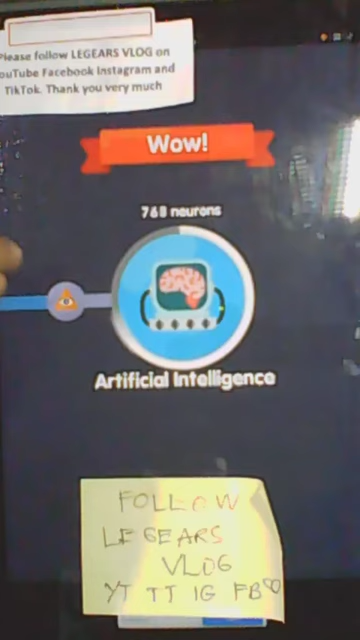 Please follow LEGEARS VLOG on
YouTube Facebook Instagram and
TikTok. Thank you very much
Wow!
768 neurons
Artificial Intelligence
FOLLOW
LEGEARS
VLOG
YT TT IG FB